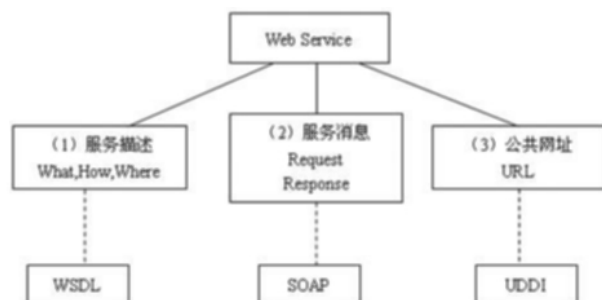 Web Service
(1) 服务描述
What,How,Where
(2) 服务消息
Request
Response
(3) 公共网址
URL
WSDL
SOAP
UDDI